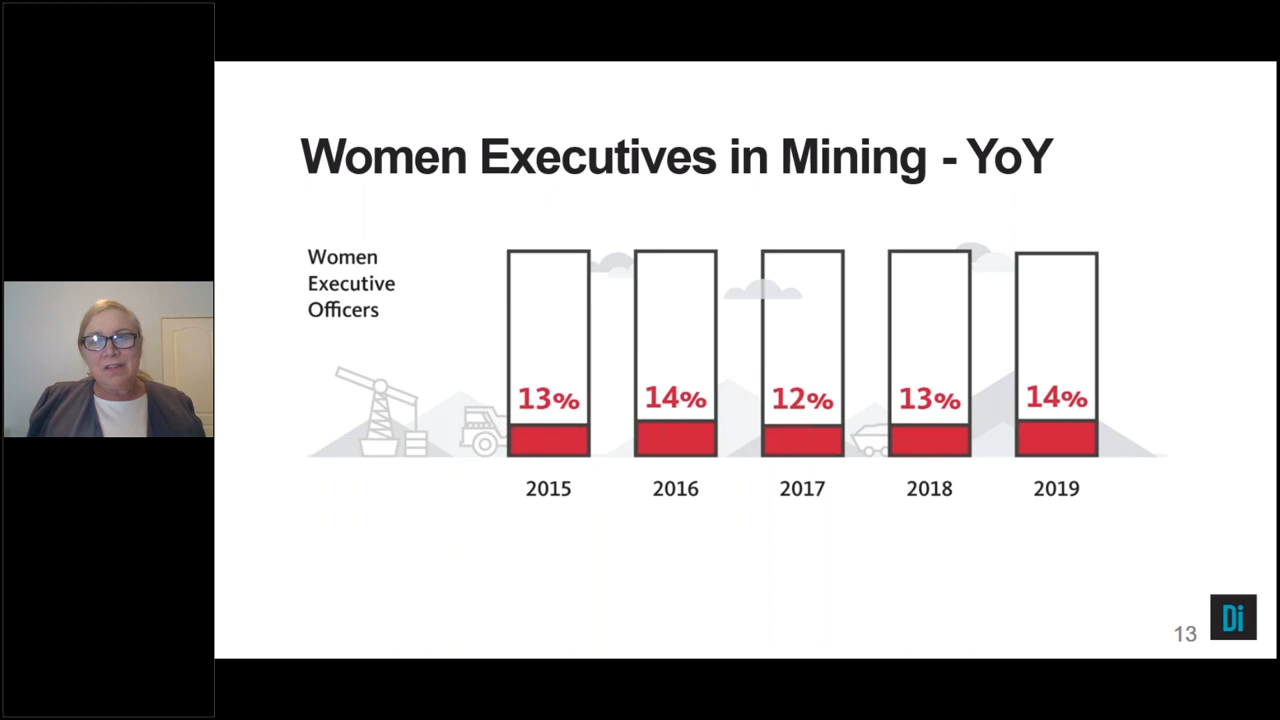 Women Executives in Mining - YoY
Women
Executive
Officers
13% 14% 12% 13% 14%
2015 2016 2017 2018 2019
13
Di